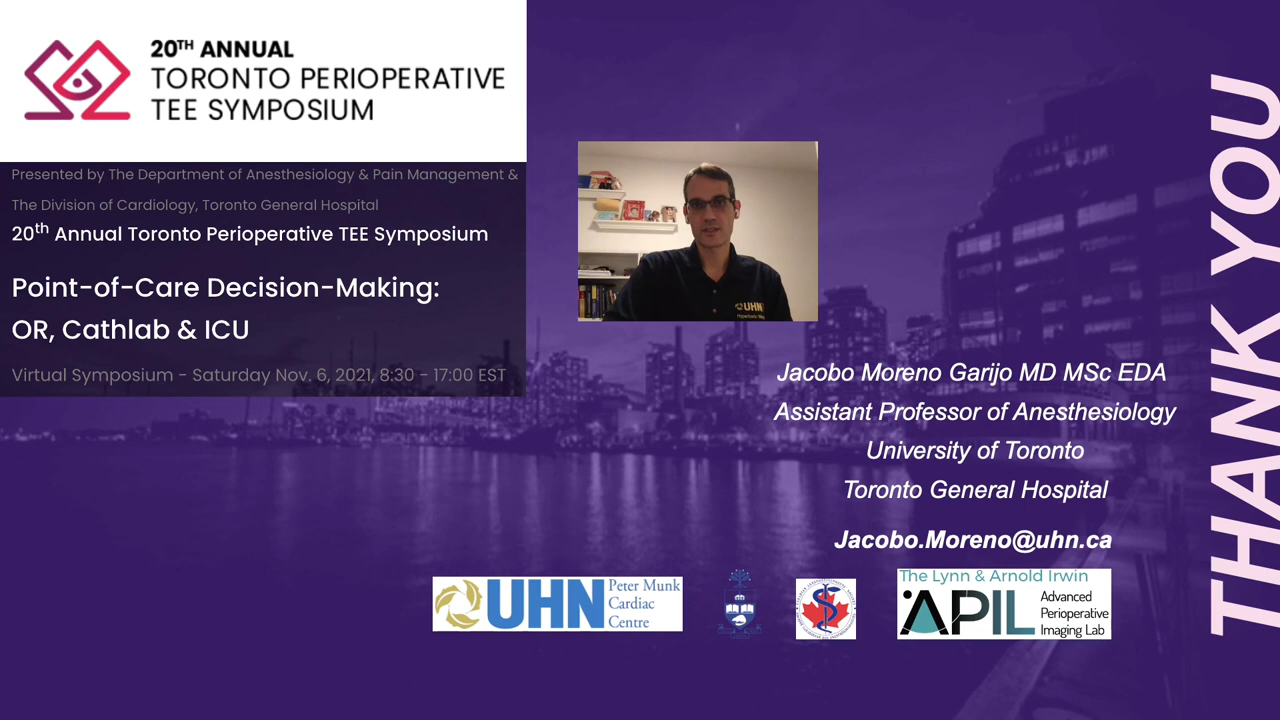 20TH ANNUAL
TORONTO PERIOPERATIVE
TEE SYMPOSIUM
Presented by The Department of Anesthesiology & Pain Management &
The Division of Cardiology, Toronto General Hospital
20th Annual Toronto Perioperative TEE Symposium
Point-of-Care Decision-Making:
OR, Cathlab & ICU
Virtual Symposium - Saturday Nov. 6, 2021, 8:30 - 17:00 EST
UHN
Jacobo Moreno Garijo MD MSc EDA
Assistant Professor of Anesthesiology
University of Toronto
Toronto General Hospital
Jacobo.Moreno@uhn.ca
UHN
Peter Munk
Cardiac
Centre
The Lynn & Arnold Irwin
APIL
Advanced
Perioperative
Imaging Lab
THANK YOU